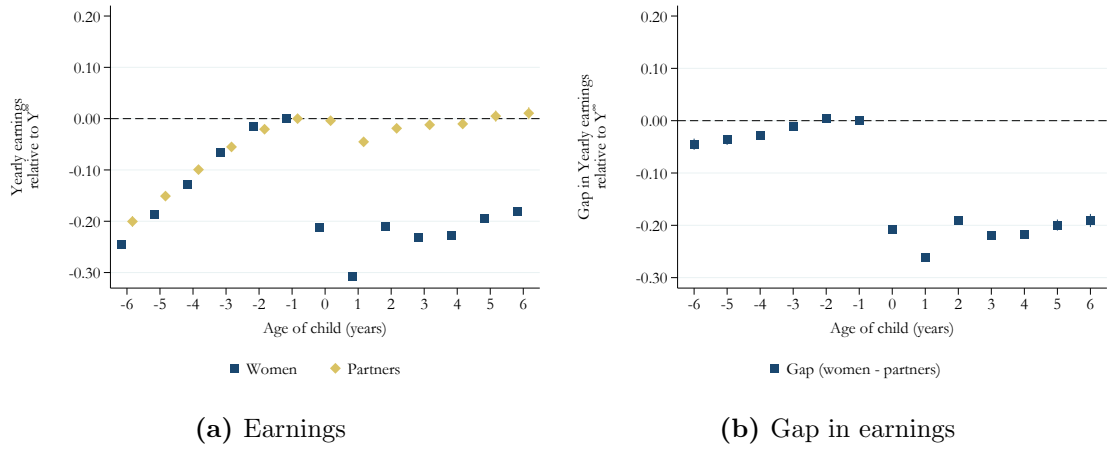 0.20
0.10
0.00
-0.10
-0.20
-0.30
Yearly earnings
relative to Y∞
-6 -5 -4 -3 -2 -1 0 1 2 3 4 5 6
Age of child (years)
Women Partners
(a) Earnings
0.20
0.10
0.00
-0.10
-0.20
-0.30
Gap in Yearly earnings
relative to Y∞
-6 -5 -4 -3 -2 -1 0 1 2 3 4 5 6
Age of child (years)
Gap (women - partners)
(b) Gap in earnings